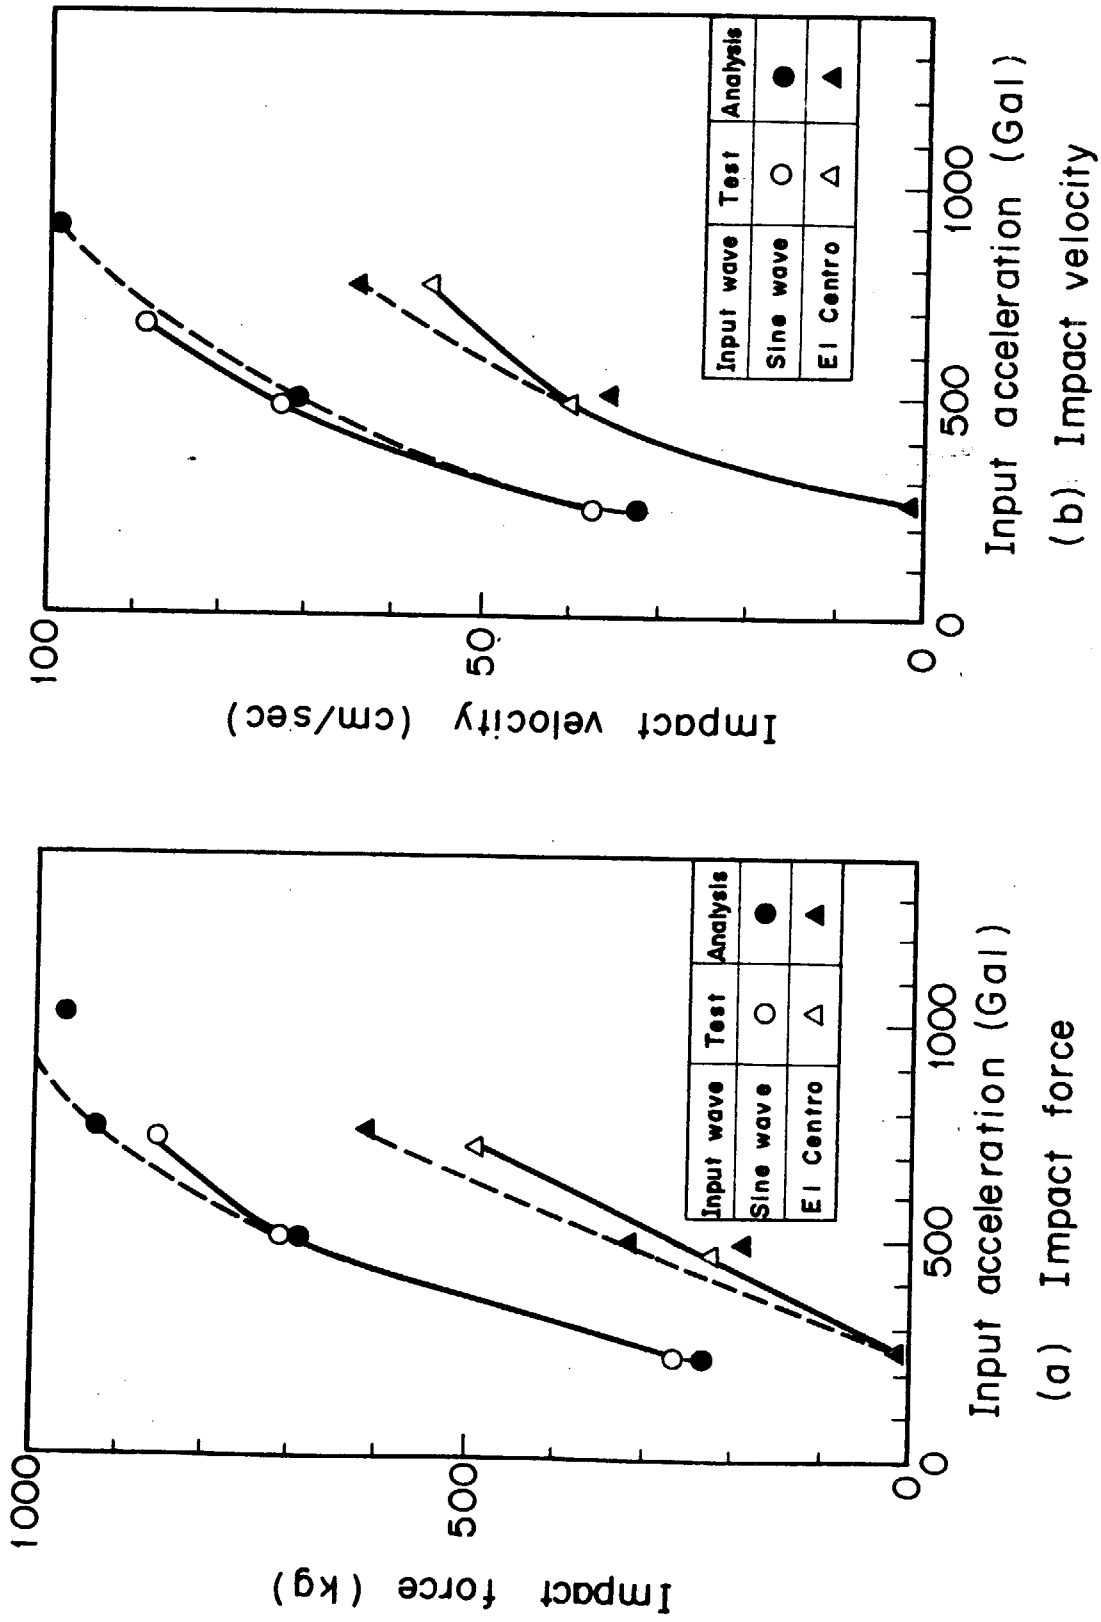 Impact force (kg)
1000
500
0
0
500
1000
Input acceleration (Gal)
(a) Impact force
Input wave Test Analysis
Sine wave
El Centro
Impact velocity (cm/sec)
100
50
0
0
500
1000
Input acceleration (Gal)
(b) Impact velocity
Input wave Test Analysis
Sine wave
El Centro